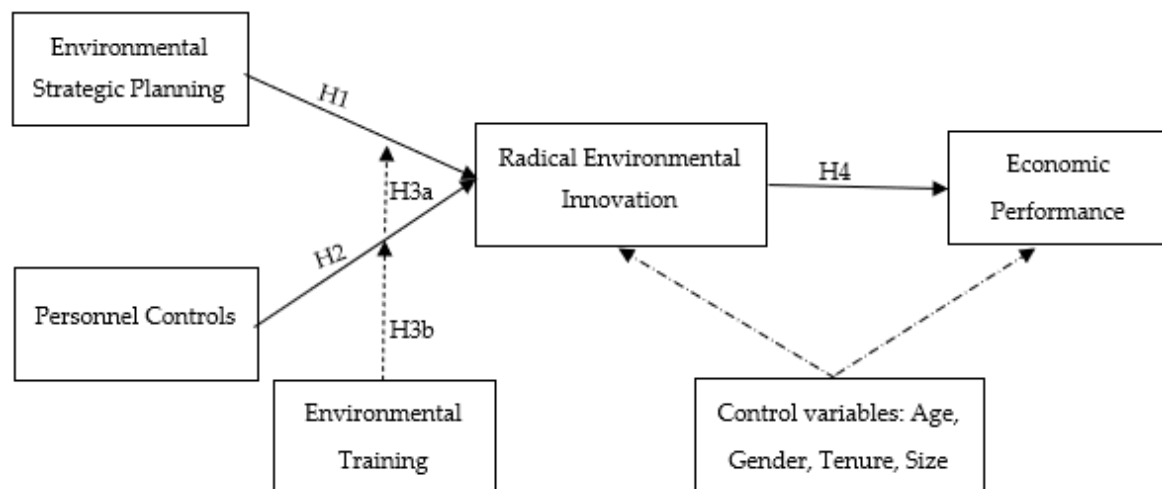 Environmental
Strategic Planning
H1
Radical Environmental
Innovation
H4
Economic
Performance
H3a
H2
Personnel Controls
H3b
Environmental
Training
Control variables: Age,
Gender, Tenure, Size